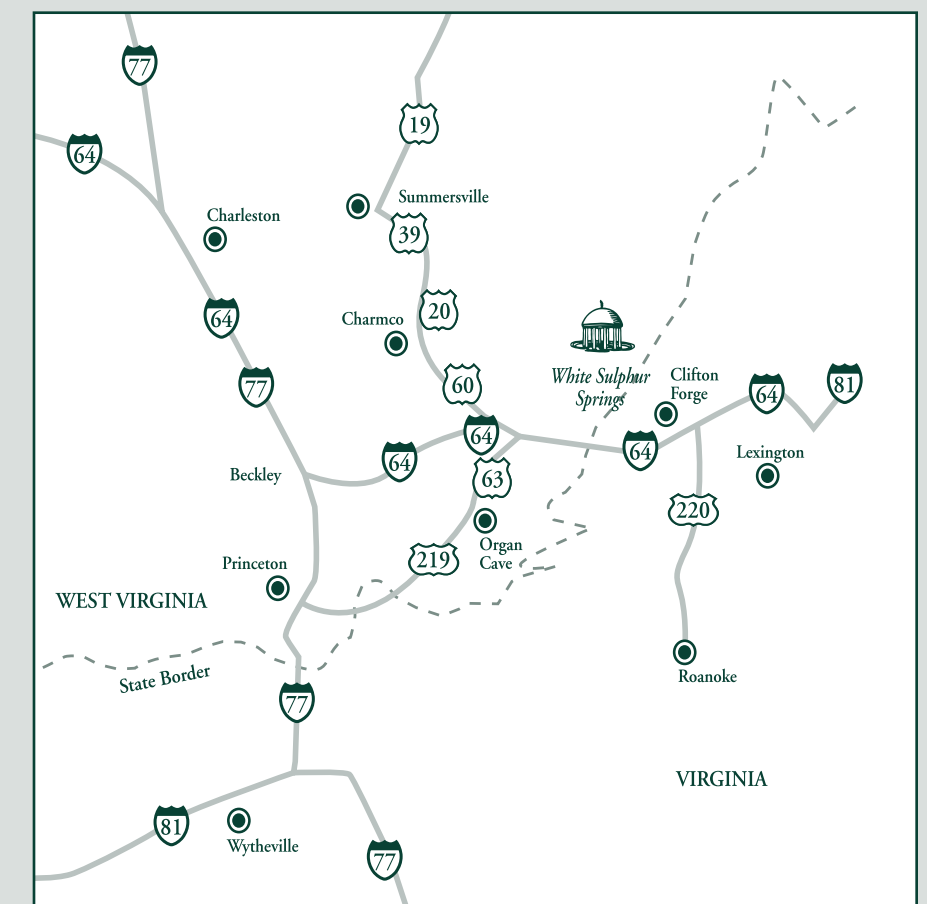 77
19
64
Summersville
Charleston
39
20
64
Charmco
60
77
White Sulphur
Springs
Clifton
Forge
64
81
64
64
64
Lexington
Beckley
63
220
Organ
Cave
219
Princeton
WEST VIRGINIA
State Border
Roanoke
77
VIRGINIA
81
Wytheville
77